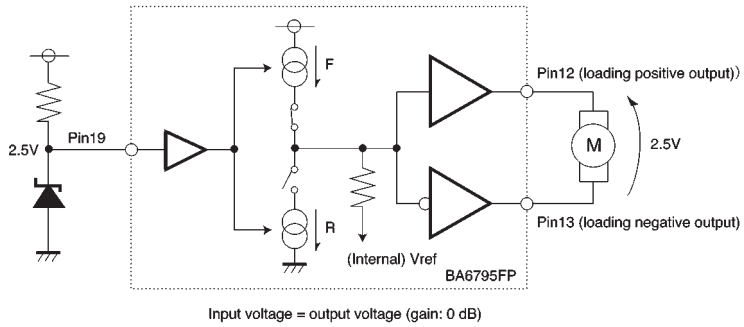 F
Pin12 (loading positive output))
Pin19
2.5V
M
2.5V
R
Pin13 (loading negative output)
(Internal) Vref
BA6795FP
Input voltage = output voltage (gain: 0 dB)